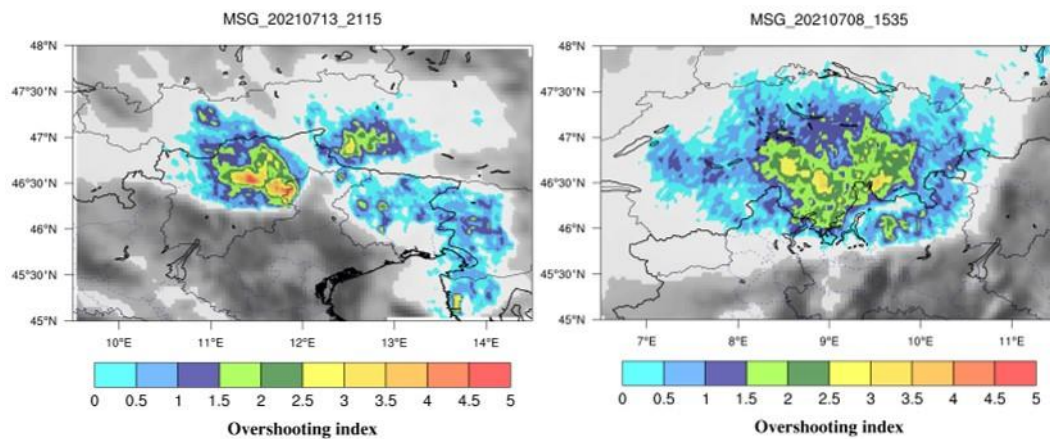 MSG_20210713_2115
48°N
47°30'N
47°N
46°30'N
46°N
45°30'N
45°N
10°E 11°E 12°E 13°E 14°E
0 0.5 1 1.5 2 2.5 3 3.5 4 4.5 5
Overshooting index
MSG_20210708_1535
48°N
47°30'N
47°N
46°30'N
46°N
45°30'N
45°N
7°E 8°E 9°E 10°E 11°E
0 0.5 1 1.5 2 2.5 3 3.5 4 4.5 5
Overshooting index